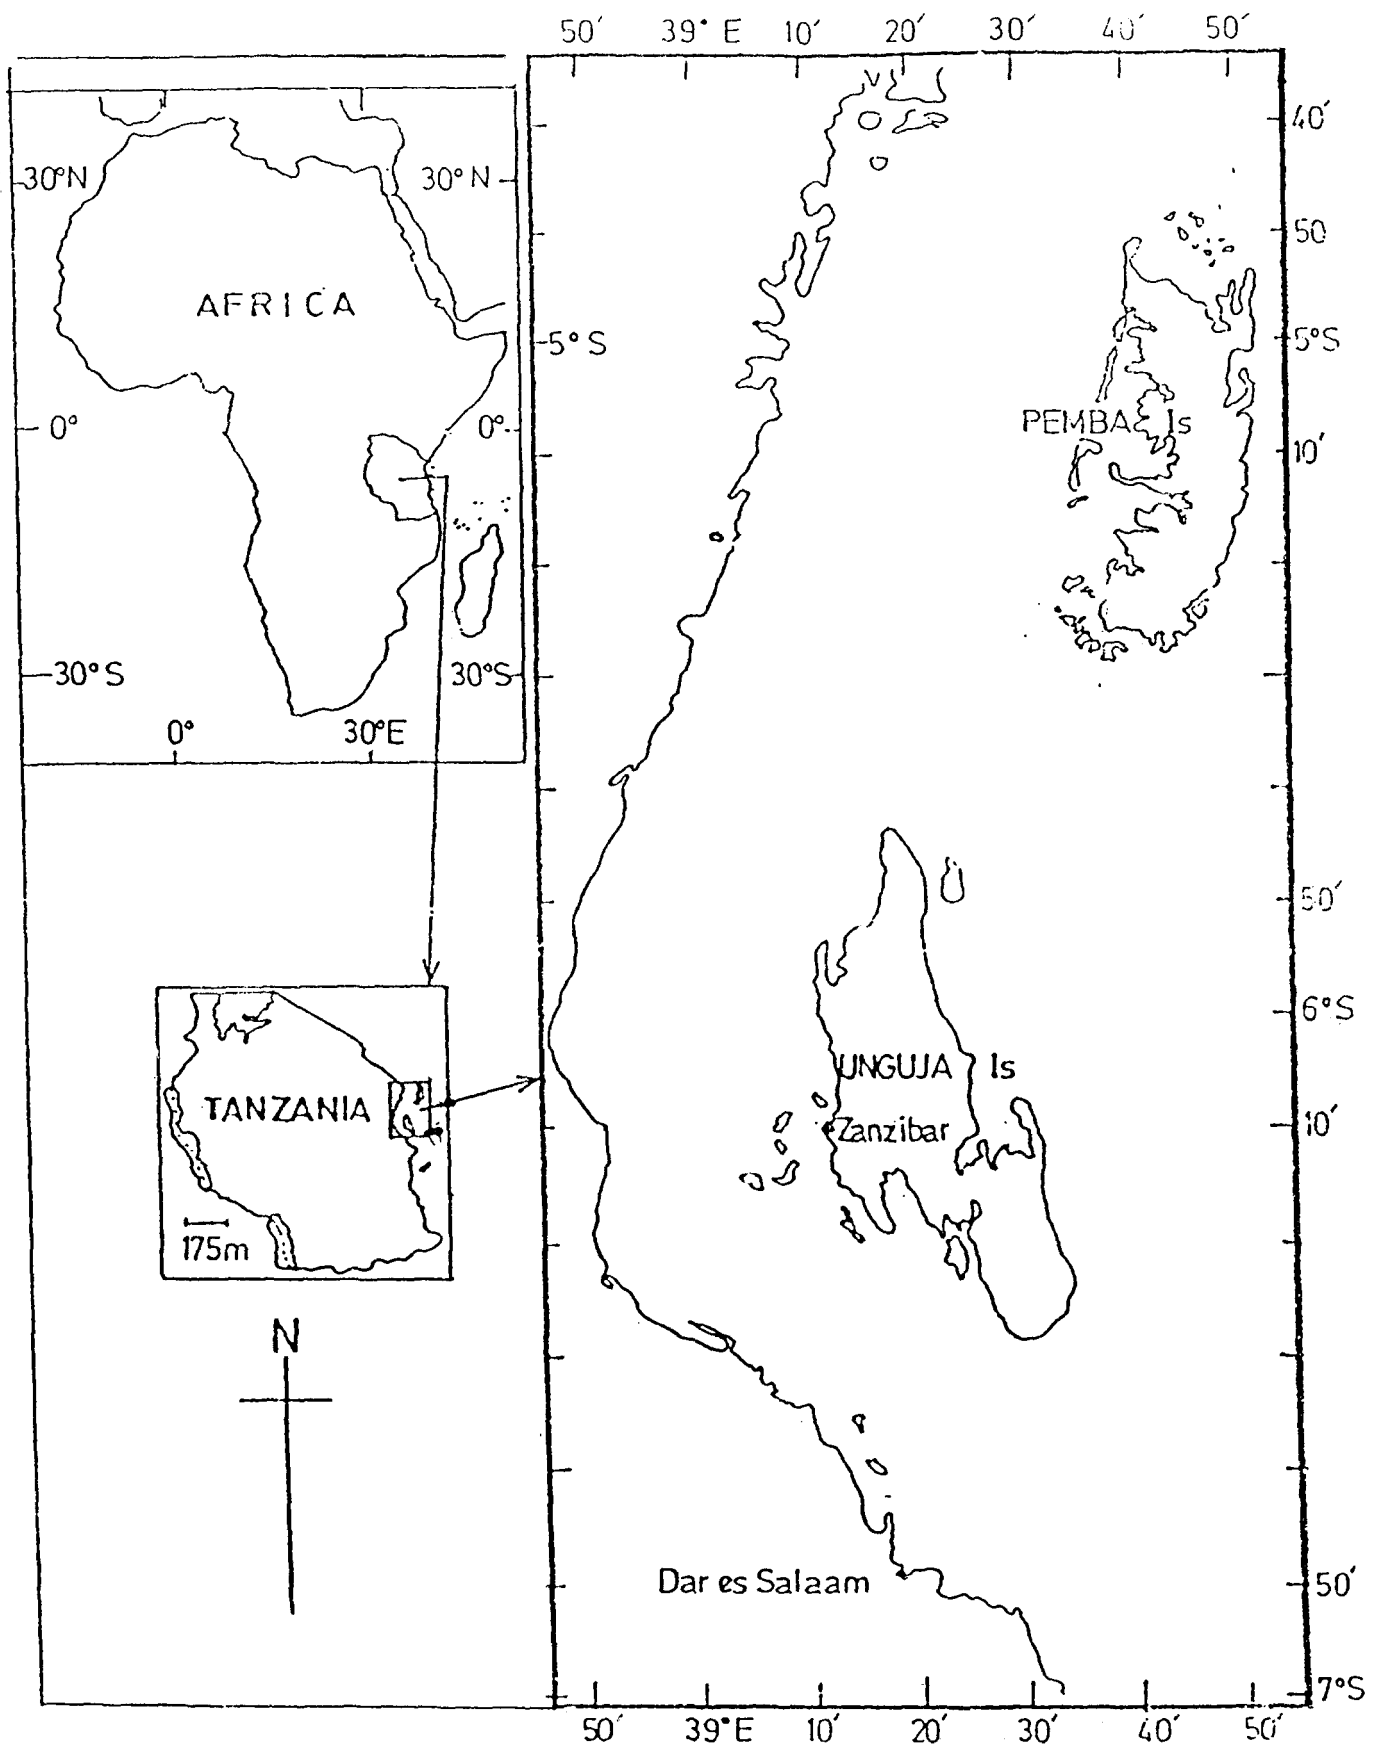 50′ 39° E 10′ 20′ 30′ 40′ 50′
40′
30°N 30°N
50
AFRICA
5°S 5°S
PEMBA Is
0° 0°
10′
30°S 30°S
0° 30°E
50′
6°S
UNGUJA Is
TANZANIA
Zanzibar
10′
175m
N
Dar es Salaam
50′
7°S
50′ 39°E 10′ 20′ 30′ 40′ 50′